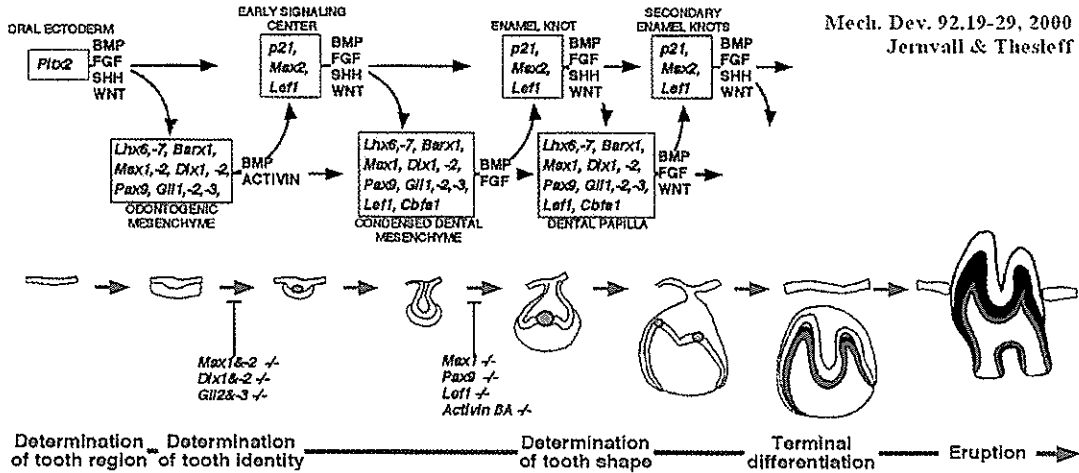 Mech. Dev. 92.19-29, 2000
Jernvall & Thesleff
ORAL ECTODERM
Pitx2
BMP
FGF
SHH
WNT
EARLY SIGNALING
CENTER
p21,
Msx2,
Lef1
BMP
FGF
SHH
WNT
ENAMEL KNOT
p21,
Msx2,
Lef1
BMP
FGF
SHH
WNT
SECONDARY
ENAMEL KNOTS
p21,
Msx2,
Lef1
BMP
FGF
SHH
WNT
Lhx6,-7, Barx1,
Msx1,-2, Dlx1, -2,
Pax9, Gli1,-2,-3,
ODONTOGENIC
MESENCHYME
BMP
ACTIVIN
Lhx6,-7, Barx1,
Msx1, Dlx1, -2,
Pax9, Gli1,-2,-3,
Lef1, Cbfa1
CONDENSED DENTAL
MESENCHYME
BMP
FGF
Lhx6,-7, Barx1,
Msx1, Dlx1, -2,
Pax9, Gli1,-2,-3,
Lef1, Cbfa1
DENTAL PAPILLA
BMP
FGF
WNT
Msx1&-2 -/-
Dlx1&-2 -/-
Gli2&-3 -/-
Msx1 -/-
Pax9 -/-
Lef1 -/-
Activin BA -/-
Determination
of tooth region
Determination
of tooth identity
Determination
of tooth shape
Terminal
differentiation
Eruption